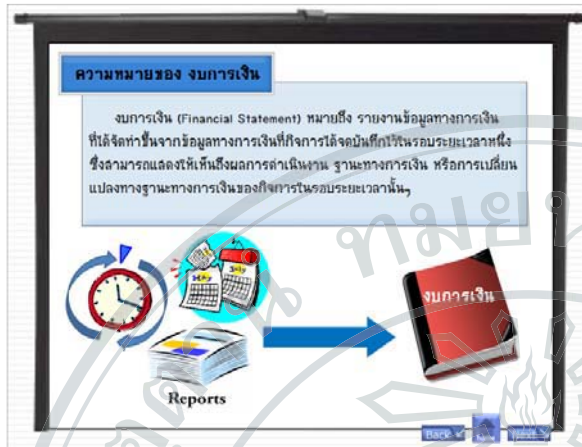 ความหมายของ งบการเงิน
งบการเงิน (Financial Statement) หมายถึง รายงานข้อมูลทางการเงิน
ที่ได้จัดทำขึ้นจากข้อมูลทางการเงินที่กิจการได้จดบันทึกไว้ในรอบระยะเวลาหนึ่ง
ซึ่งสามารถแสดงให้เห็นถึงผลการดำเนินงาน ฐานะทางการเงิน หรือการเปลี่ยน
แปลงทางฐานะทางการเงินของกิจการในรอบระยะเวลานั้นๆ
งบการเงิน
Reports
Back
Next